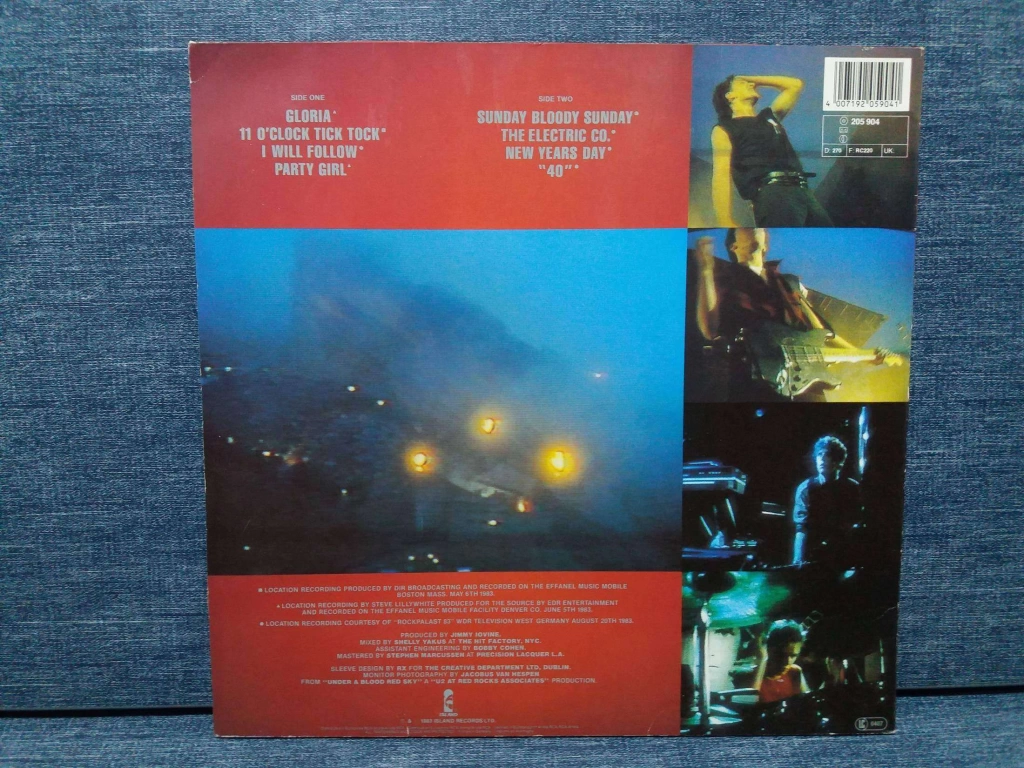 SIDE ONE
GLORIA*
11 O'CLOCK TICK TOCK*
I WILL FOLLOW*
PARTY GIRL*
SIDE TWO
SUNDAY BLOODY SUNDAY*
THE ELECTRIC CO.*
NEW YEARS DAY*
"40"*
4 007192 059041
205 904
D: 270 F: RC220 UK:
■ LOCATION RECORDING PRODUCED BY DIR BROADCASTING AND RECORDED ON THE EFFANEL MUSIC MOBILE
BOSTON MASS. MAY 6TH 1983.
▲ LOCATION RECORDING BY STEVE LILLYWHITE PRODUCED FOR THE SOURCE BY EDR ENTERTAINMENT
AND RECORDED ON THE EFFANEL MUSIC MOBILE FACILITY DENVER CO. JUNE 5TH 1983.
● LOCATION RECORDING COURTESY OF "ROCKPALAST 83" WDR TELEVISION WEST GERMANY AUGUST 20TH 1983.
PRODUCED BY JIMMY IOVINE.
MIXED BY SHELLY YAKUS AT THE HIT FACTORY, NYC.
ASSISTANT ENGINEERING BY BOBBY COHEN.
MASTERED BY STEPHEN MARCUSSEN AT PRECISION LACQUER L.A.
SLEEVE DESIGN BY RX FOR THE CREATIVE DEPARTMENT LTD, DUBLIN.
MONITOR PHOTOGRAPHY BY JACOBUS VAN HESPEN
FROM "UNDER A BLOOD RED SKY" A "U2 AT RED ROCKS ASSOCIATES" PRODUCTION.
ISLAND
1983 ISLAND RECORDS LTD.
0407